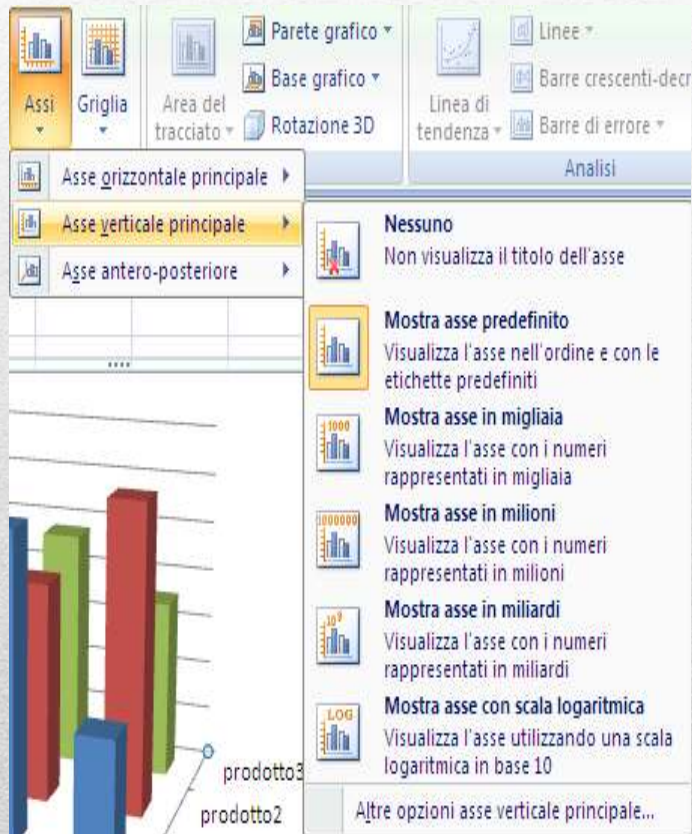 Assi
Griglia
Area del
tracciato
Parete grafico
Base grafico
Rotazione 3D
Linea di
tendenza
Linee
Barre crescenti-decr
Barre di errore
Analisi
Asse orizzontale principale
Asse verticale principale
Asse antero-posteriore
Nessuno
Non visualizza il titolo dell'asse
Mostra asse predefinito
Visualizza l'asse nell'ordine e con le
etichette predefiniti
1000
Mostra asse in migliaia
Visualizza l'asse con i numeri
rappresentati in migliaia
1000000
Mostra asse in milioni
Visualizza l'asse con i numeri
rappresentati in milioni
10⁹
Mostra asse in miliardi
Visualizza l'asse con i numeri
rappresentati in miliardi
LOG
Mostra asse con scala logaritmica
Visualizza l'asse utilizzando una scala
logaritmica in base 10
Altre opzioni asse verticale principale...
prodotto3
prodotto2